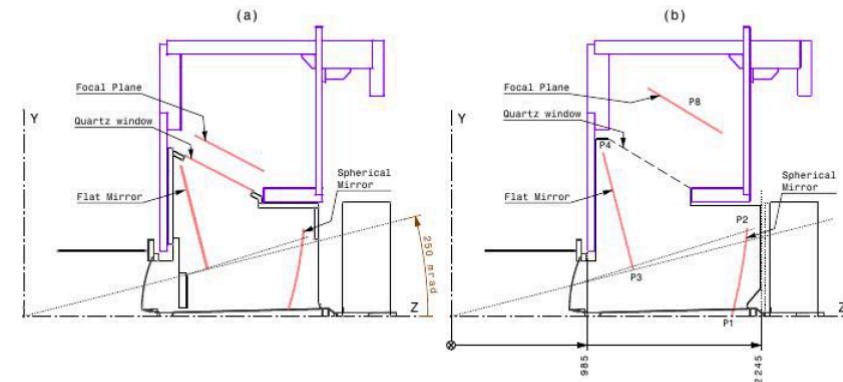 (a)
Focal Plane
Quartz window
Y
Spherical
Mirror
Flat Mirror
250 mrad
Z
(b)
Focal Plane
P8
Y
Quartz window
P4
Spherical
Mirror
Flat Mirror
P2
P3
P1
Z
985
2245